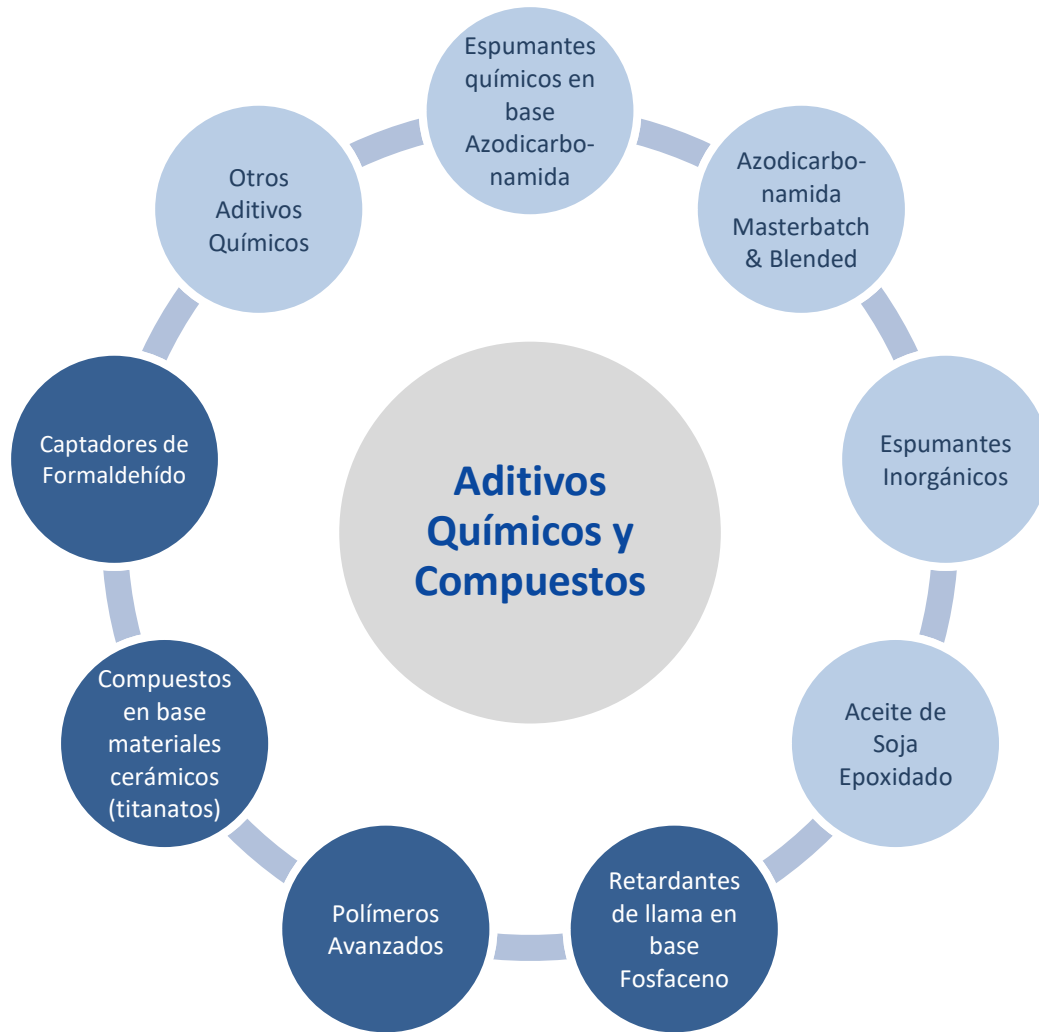 Espumantes
químicos en
base
Azodicarbo-
namida
Azodicarbo-
namida
Masterbatch
& Blended
Espumantes
Inorgánicos
Aceite de
Soja
Epoxidado
Retardantes
de llama en
base
Fosfaceno
Polímeros
Avanzados
Compuestos
en base
materiales
cerámicos
(titanatos)
Captadores de
Formaldehído
Otros
Aditivos
Químicos
Aditivos
Químicos y
Compuestos